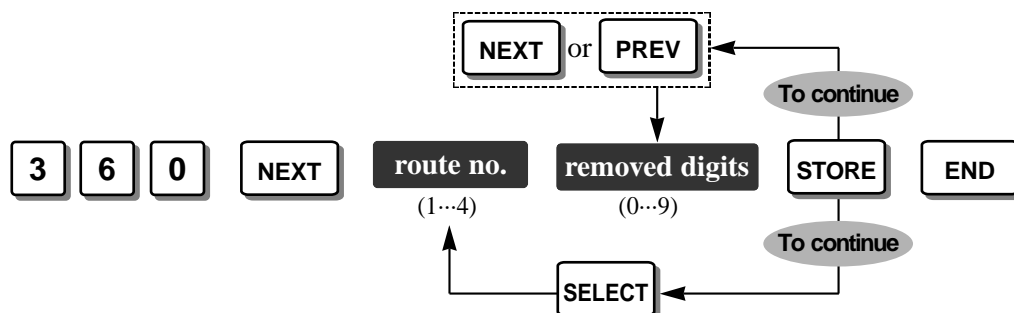 NEXT or PREV
To continue
3 6 0 NEXT route no. removed digits STORE END
(1···4) (0···9)
To continue
SELECT